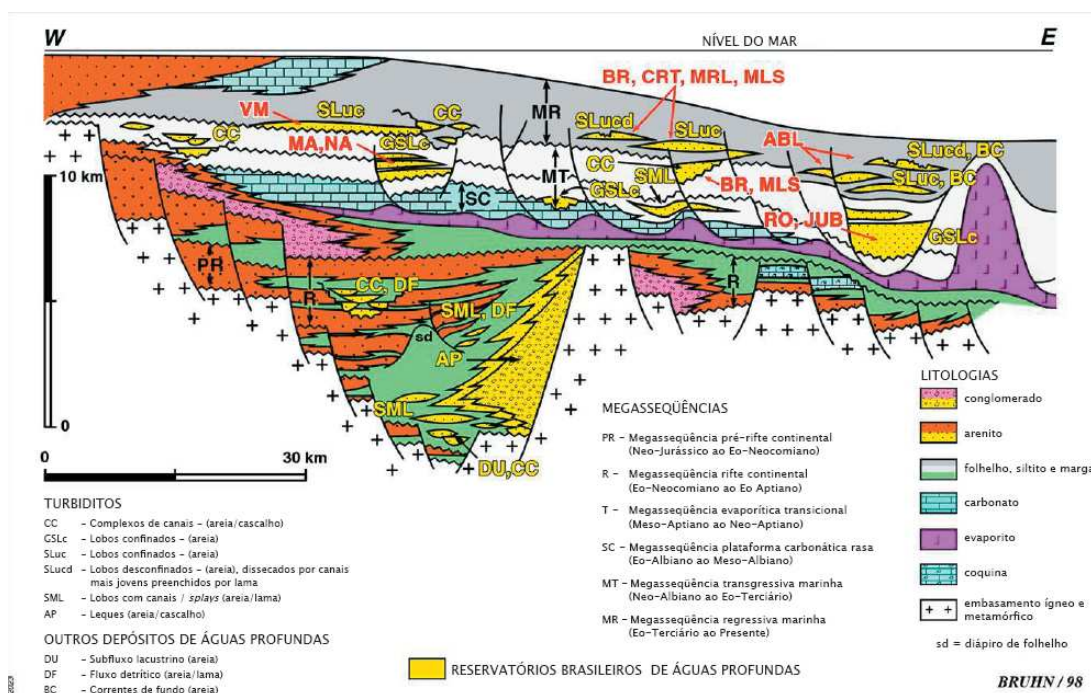 W
NÍVEL DO MAR
E
BR, CRT, MRL, MLS
VM
SLuc
CC
MR
SLucd
SLuc
ABL
SLucd, BC
CC
MA,NA
GSLc
CC
SML
SLuc, BC
10 km
MT
GSLc
BR, MLS
SC
RO, JUB
GSLc
PR
R
CC, DF
R
SML, DF
sd
AP
SML
0
DU,CC
0
30 km
TURBIDITOS
CC – Complexos de canais – (areia/cascalho)
GSLc – Lobos confinados – (areia)
SLuc – Lobos confinados – (areia)
SLucd – Lobos desconfinados – (areia), dissecados por canais
mais jovens preenchidos por lama
SML – Lobos com canais / splays (areia/lama)
AP – Leques (areia/cascalho)
OUTROS DEPÓSITOS DE ÁGUAS PROFUNDAS
DU – Subfluxo lacustrino (areia)
DF – Fluxo detrítico (areia/lama)
BC – Correntes de fundo (areia)
MEGASSEQÜÊNCIAS
PR – Megasseqüência pré-rifte continental
(Neo-Jurássico ao Eo-Neocomiano)
R – Megasseqüência rifte continental
(Eo-Neocomiano ao Eo Aptiano)
T – Megasseqüência evaporítica transicional
(Meso-Aptiano ao Neo-Aptiano)
SC – Megasseqüência plataforma carbonática rasa
(Eo-Albiano ao Meso-Albiano)
MT – Megasseqüência transgressiva marinha
(Neo-Albiano ao Eo-Terciário)
MR – Megasseqüência regressiva marinha
(Eo-Terciário ao Presente)
LITOLOGIAS
conglomerado
arenito
folhelho, siltito e marga
carbonato
evaporito
coquina
embasamento ígneo e
metamórfico
sd = diápiro de folhelho
RESERVATÓRIOS BRASILEIROS DE ÁGUAS PROFUNDAS
BRUHN / 98